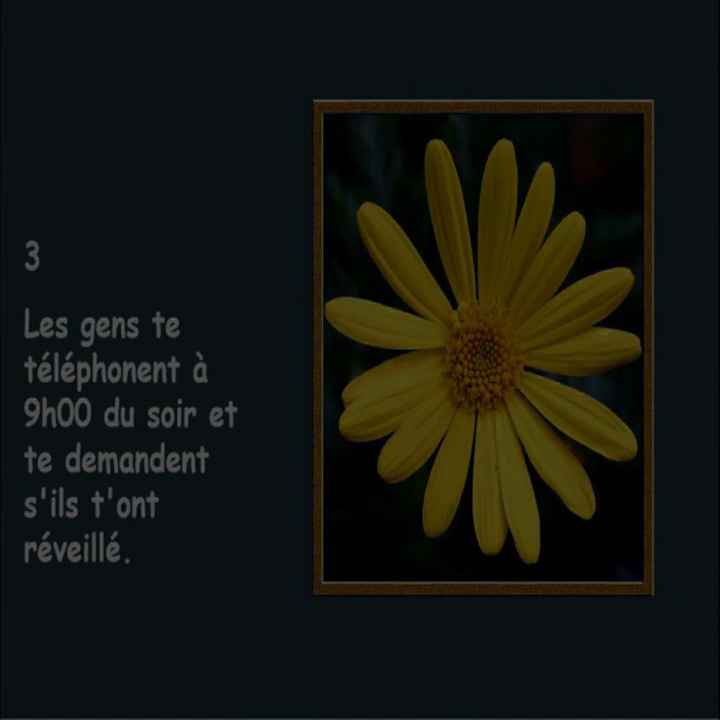 3
Les gens te
téléphonent à
9h00 du soir et
te demandent
s'ils t'ont
réveillé.